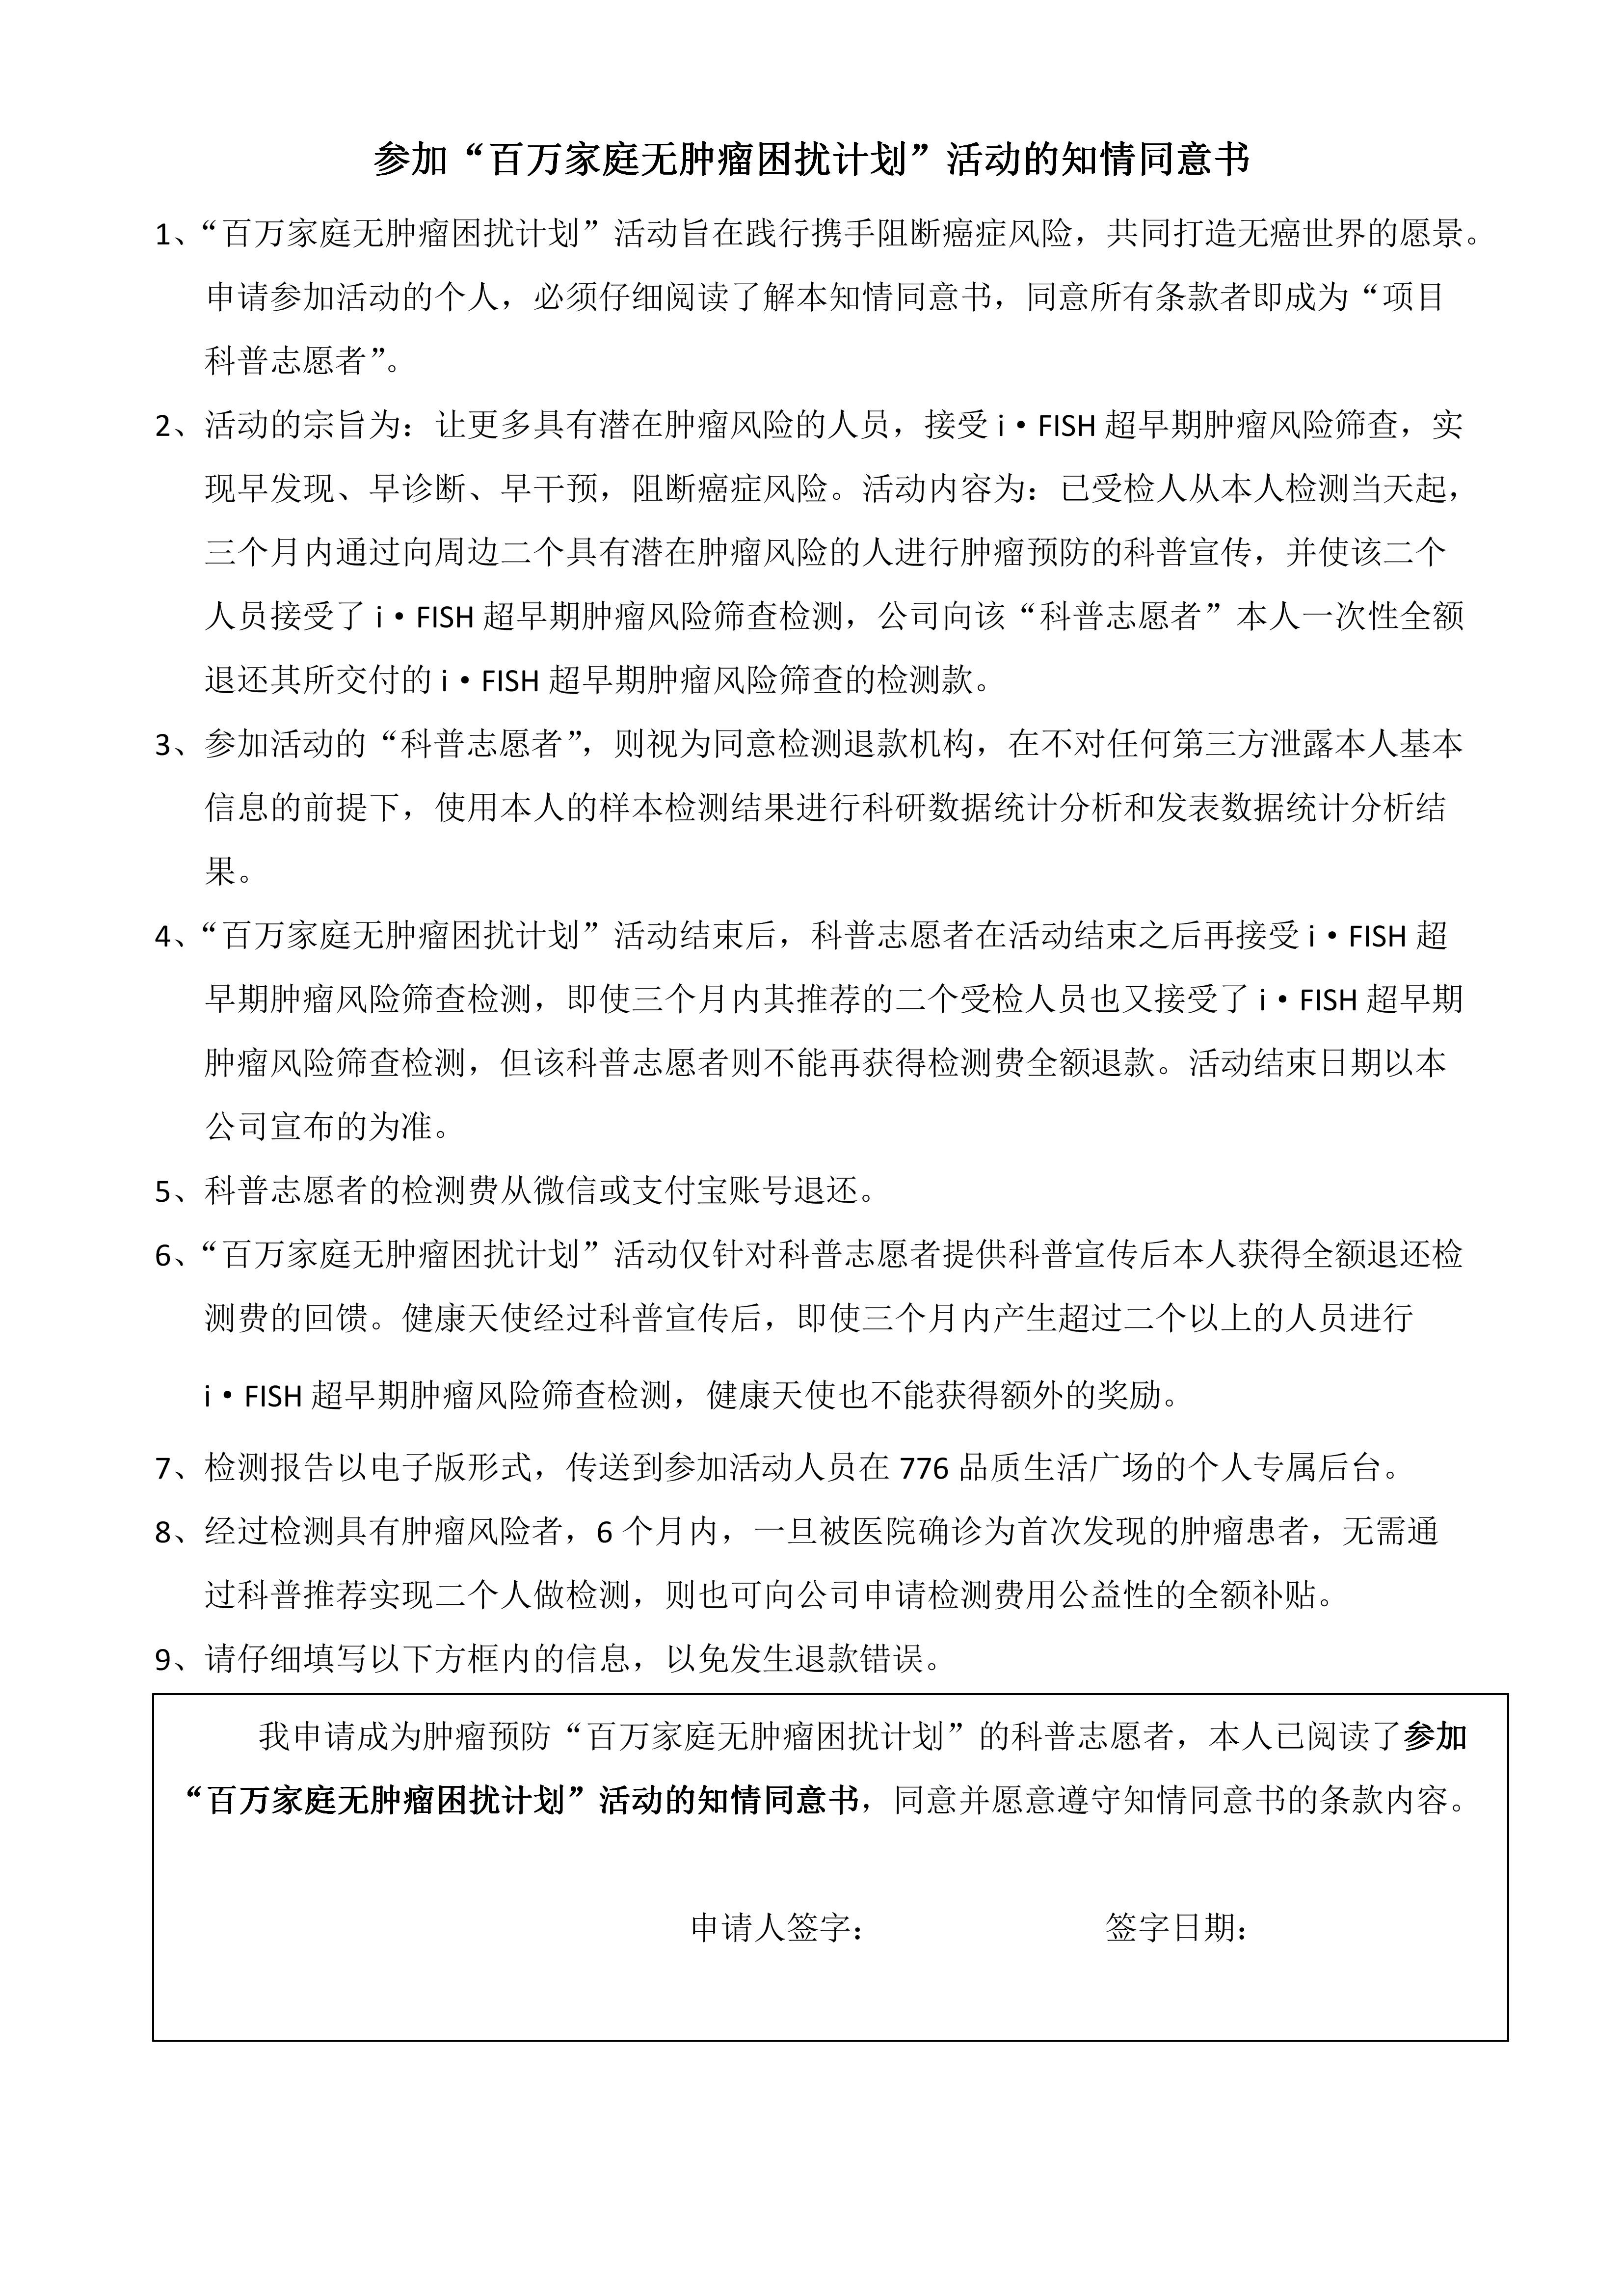 参加“百万家庭无肿瘤困扰计划”活动的知情同意书
1、“百万家庭无肿瘤困扰计划”活动旨在践行携手阻断癌症风险，共同打造无癌世界的愿景。
申请参加活动的个人，必须仔细阅读了解本知情同意书，同意所有条款者即成为“项目
科普志愿者”。
2、活动的宗旨为：让更多具有潜在肿瘤风险的人员，接受 i•FISH 超早期肿瘤风险筛查，实
现早发现、早诊断、早干预，阻断癌症风险。活动内容为：已受检人从本人检测当天起，
三个月内通过向周边二个具有潜在肿瘤风险的人进行肿瘤预防的科普宣传，并使该二个
人员接受了 i•FISH 超早期肿瘤风险筛查检测，公司向该“科普志愿者”本人一次性全额
退还其所交付的 i•FISH 超早期肿瘤风险筛查的检测款。
3、参加活动的“科普志愿者”，则视为同意检测退款机构，在不对任何第三方泄露本人基本
信息的前提下，使用本人的样本检测结果进行科研数据统计分析和发表数据统计分析结
果。
4、“百万家庭无肿瘤困扰计划”活动结束后，科普志愿者在活动结束之后再接受 i•FISH 超
早期肿瘤风险筛查检测，即使三个月内其推荐的二个受检人员也又接受了 i•FISH 超早期
肿瘤风险筛查检测，但该科普志愿者则不能再获得检测费全额退款。活动结束日期以本
公司宣布的为准。
5、科普志愿者的检测费从微信或支付宝账号退还。
6、“百万家庭无肿瘤困扰计划”活动仅针对科普志愿者提供科普宣传后本人获得全额退还检
测费的回馈。健康天使经过科普宣传后，即使三个月内产生超过二个以上的人员进行
i•FISH 超早期肿瘤风险筛查检测，健康天使也不能获得额外的奖励。
7、检测报告以电子版形式，传送到参加活动人员在 776 品质生活广场的个人专属后台。
8、经过检测具有肿瘤风险者，6 个月内，一旦被医院确诊为首次发现的肿瘤患者，无需通
过科普推荐实现二个人做检测，则也可向公司申请检测费用公益性的全额补贴。
9、请仔细填写以下方框内的信息，以免发生退款错误。
我申请成为肿瘤预防“百万家庭无肿瘤困扰计划”的科普志愿者，本人已阅读了参加
“百万家庭无肿瘤困扰计划”活动的知情同意书，同意并愿意遵守知情同意书的条款内容。
申请人签字： 签字日期：